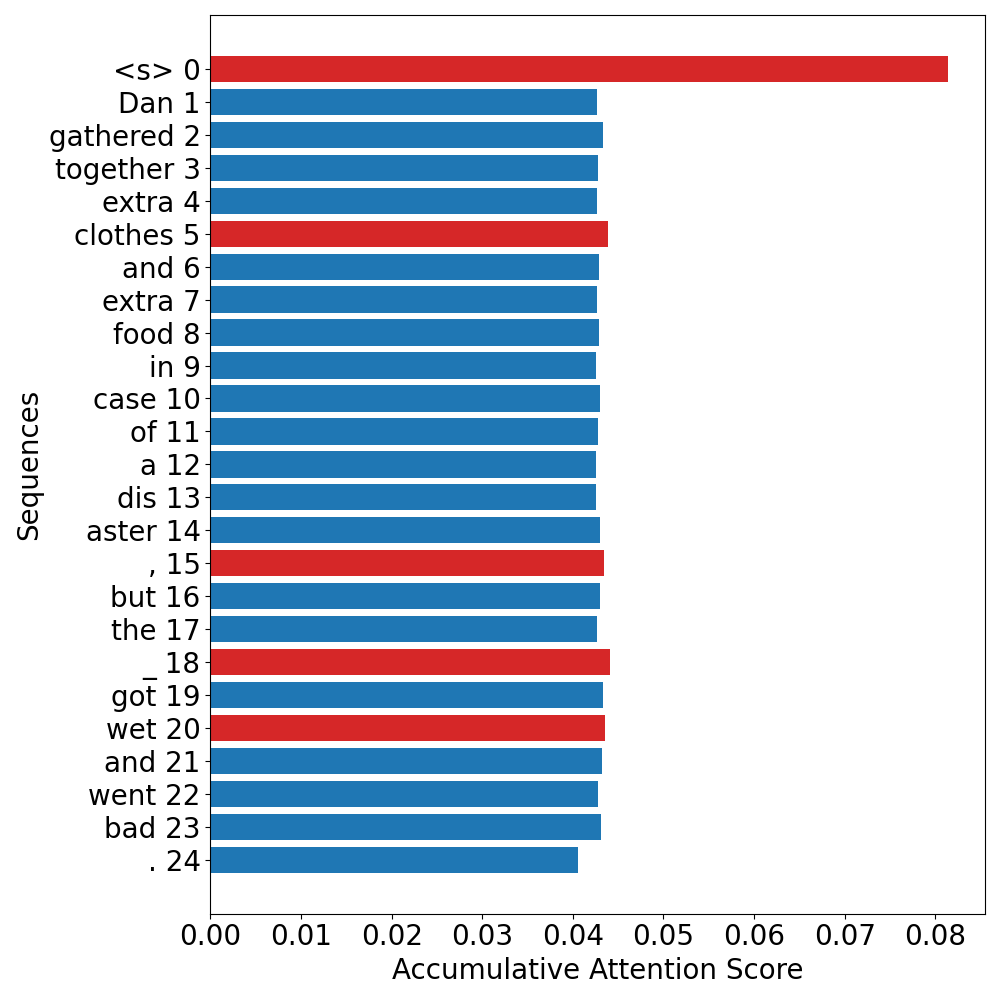 <s> 0
Dan 1
gathered 2
together 3
extra 4
clothes 5
and 6
extra 7
food 8
in 9
case 10
of 11
a 12
dis 13
aster 14
, 15
but 16
the 17
_ 18
got 19
wet 20
and 21
went 22
bad 23
. 24
Sequences
0.00 0.01 0.02 0.03 0.04 0.05 0.06 0.07 0.08
Accumulative Attention Score